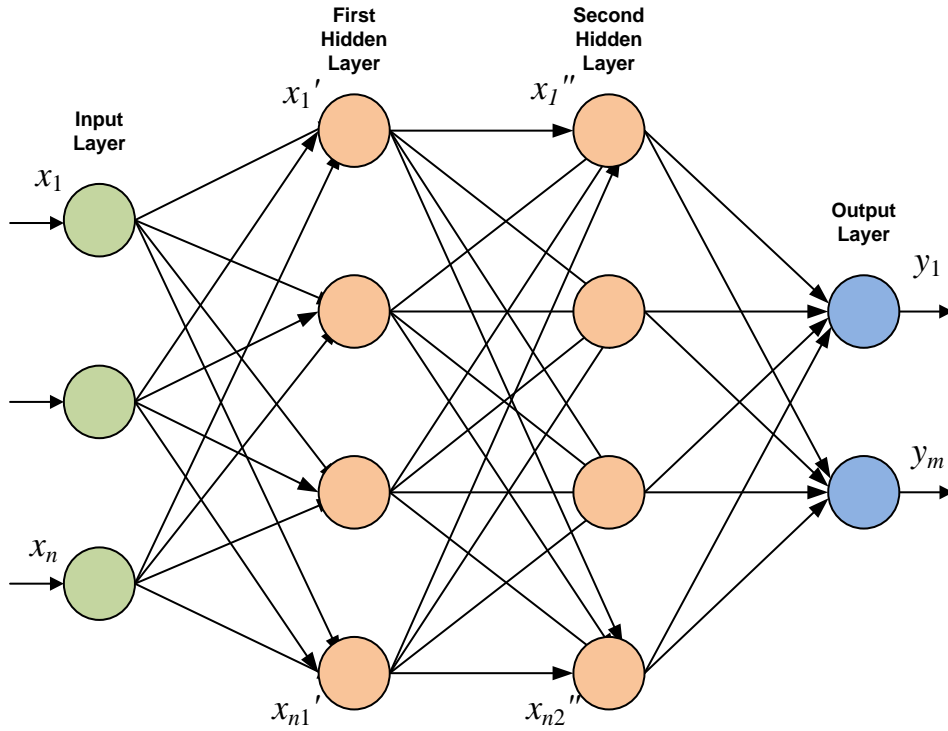 First
Hidden
Layer
Second
Hidden
Layer
x1'
x1''
Input
Layer
x1
Output
Layer
y1
ym
xn
xn1'
xn2''